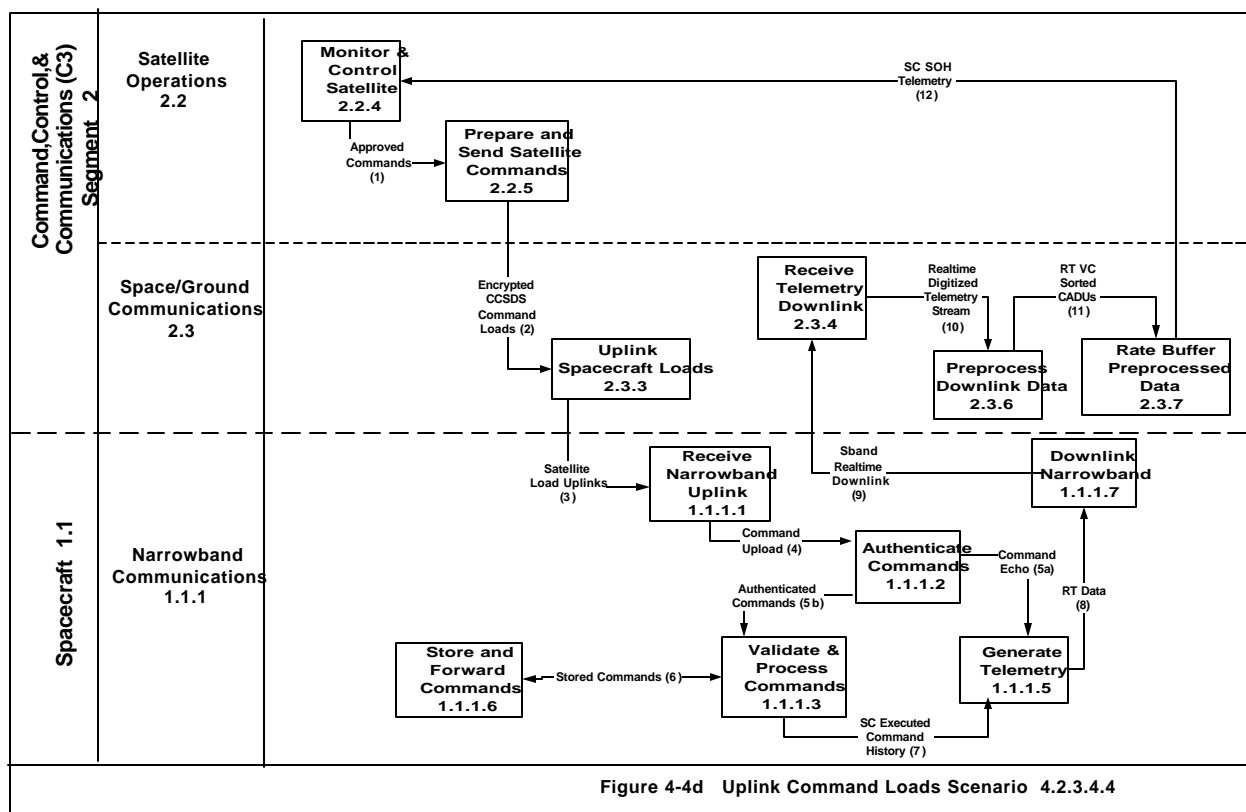 Command,Control,&
Communications (C3)
Segment 2
Satellite
Operations
2.2
Monitor &
Control
Satellite
2.2.4
SC SOH
Telemetry
(12)
Approved
Commands
(1)
Prepare and
Send Satellite
Commands
2.2.5
Space/Ground
Communications
2.3
Encrypted
CCSDS
Command
Loads (2)
Uplink
Spacecraft Loads
2.3.3
Receive
Telemetry
Downlink
2.3.4
Realtime
Digitized
Telemetry
Stream
(10)
RT VC
Sorted
CADUs
(11)
Preprocess
Downlink Data
2.3.6
Rate Buffer
Preprocessed
Data
2.3.7
Spacecraft 1.1
Narrowband
Communications
1.1.1
Satellite
Load Uplinks
(3)
Receive
Narrowband
Uplink
1.1.1.1
Sband
Realtime
Downlink
(9)
Downlink
Narrowband
1.1.1.7
Command
Upload (4)
Authenticate
Commands
1.1.1.2
Command
Echo (5a)
RT Data
(8)
Authenticated
Commands (5b)
Store and
Forward
Commands
1.1.1.6
Stored Commands (6)
Validate &
Process
Commands
1.1.1.3
Generate
Telemetry
1.1.1.5
SC Executed
Command
History (7)
Figure 4-4d Uplink Command Loads Scenario 4.2.3.4.4